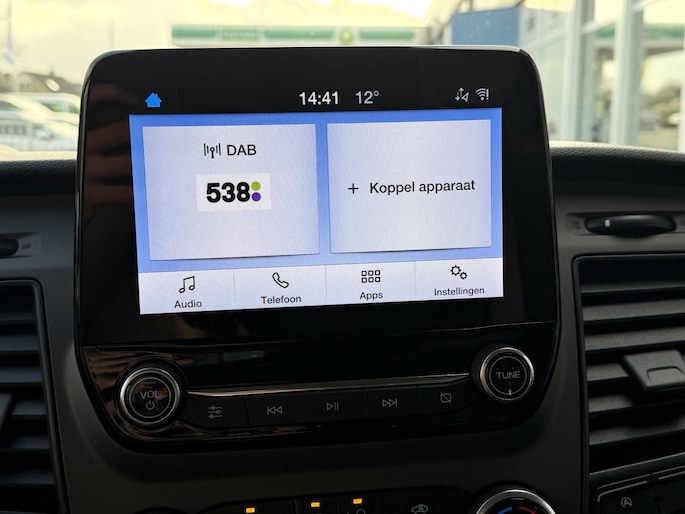 14:41 12°
DAB
538
+ Koppel apparaat
Audio
Telefoon
Apps
Instellingen
VOL
TUNE
A